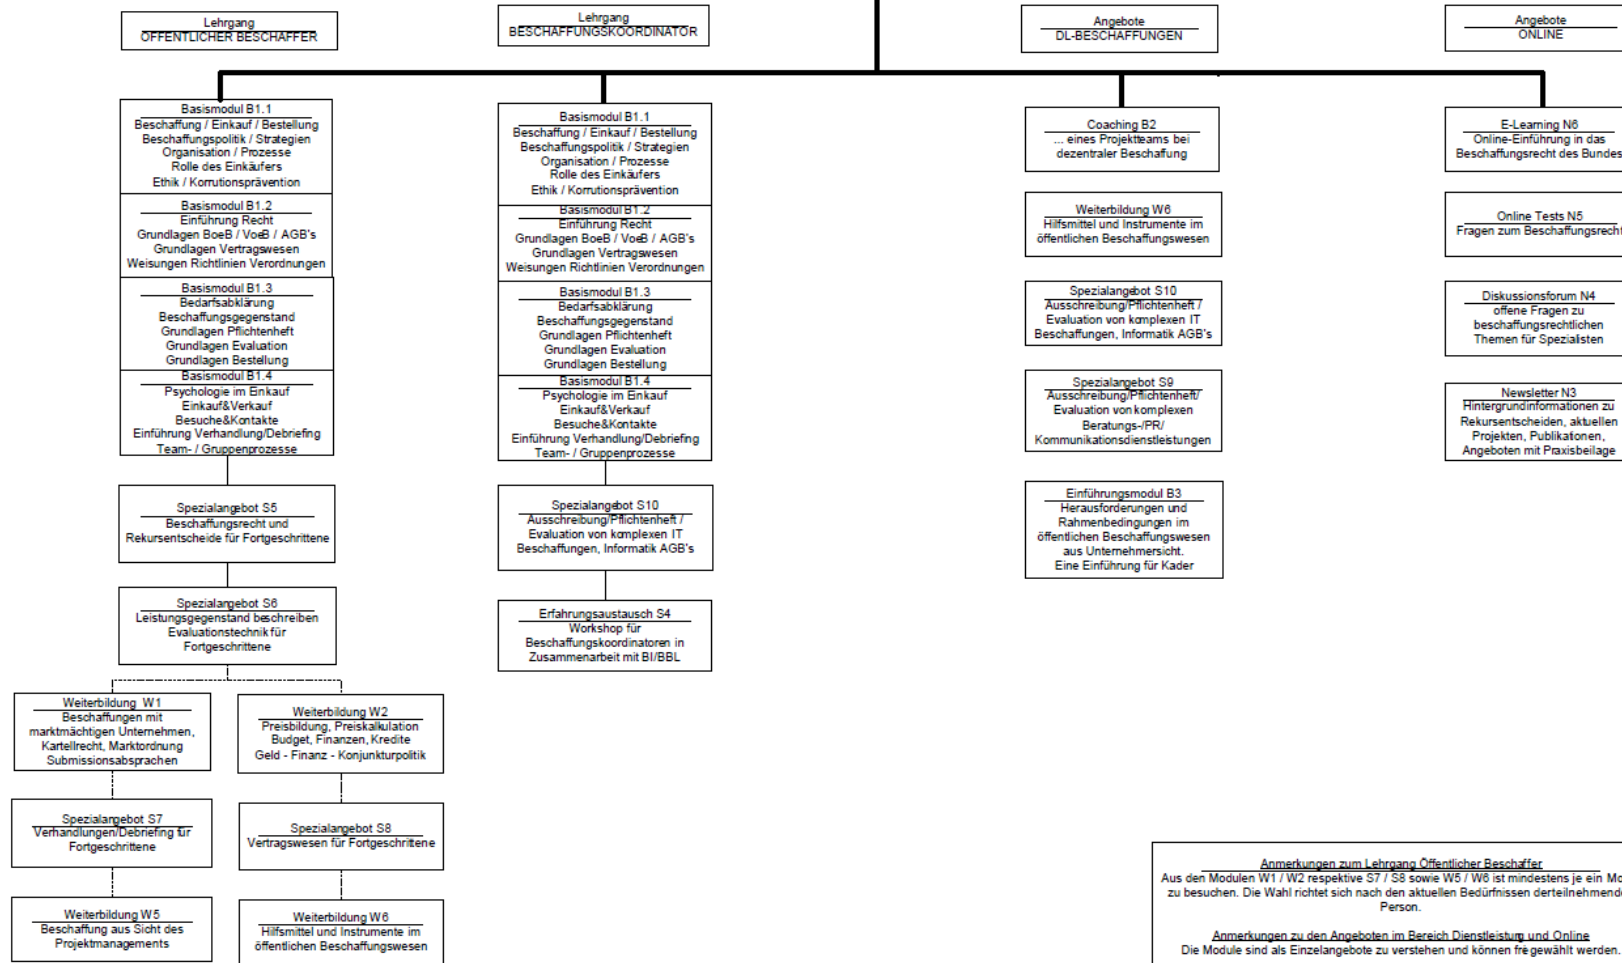 Lehrgang
ÖFFENTLICHER BESCHAFFER
Lehrgang
BESCHAFFUNGSKOORDINATOR
Angebote
DL-BESCHAFFUNGEN
Angebote
ONLINE
Basismodul B1.1
Beschaffung / Einkauf / Bestellung
Beschaffungspolitik / Strategien
Organisation / Prozesse
Rolle des Einkäufers
Ethik / Korrutionsprävention
Basismodul B1.2
Einführung Recht
Grundlagen BoeB / VoeB / AGB's
Grundlagen Vertragswesen
Weisungen Richtlinien Verordnungen
Basismodul B1.3
Bedarfsabklärung
Beschaffungsgegenstand
Grundlagen Pflichtenheft
Grundlagen Evaluation
Grundlagen Bestellung
Basismodul B1.4
Psychologie im Einkauf
Einkauf&Verkauf
Besuche&Kontakte
Einführung Verhandlung/Debriefing
Team- / Gruppenprozesse
Spezialangebot S5
Beschaffungsrecht und
Rekursentscheide für Fortgeschrittene
Spezialangebot S6
Leistungsgegenstand beschreiben
Evaluationstechnik für
Fortgeschrittene
Weiterbildung W1
Beschaffungen mit
marktmächtigen Unternehmen,
Kartellrecht, Marktordnung
Submissionsabsprachen
Spezialangebot S7
Verhandlungen/Debriefing für
Fortgeschrittene
Weiterbildung W5
Beschaffung aus Sicht des
Projektmanagements
Weiterbildung W2
Preisbildung, Preiskalkulation
Budget, Finanzen, Kredite
Geld - Finanz - Konjunkturpolitik
Spezialangebot S8
Vertragswesen für Fortgeschrittene
Weiterbildung W6
Hilfsmittel und Instrumente im
öffentlichen Beschaffungswesen
Basismodul B1.1
Beschaffung / Einkauf / Bestellung
Beschaffungspolitik / Strategien
Organisation / Prozesse
Rolle des Einkäufers
Ethik / Korrutionsprävention
Basismodul B1.2
Einführung Recht
Grundlagen BoeB / VoeB / AGB's
Grundlagen Vertragswesen
Weisungen Richtlinien Verordnungen
Basismodul B1.3
Bedarfsabklärung
Beschaffungsgegenstand
Grundlagen Pflichtenheft
Grundlagen Evaluation
Grundlagen Bestellung
Basismodul B1.4
Psychologie im Einkauf
Einkauf&Verkauf
Besuche&Kontakte
Einführung Verhandlung/Debriefing
Team- / Gruppenprozesse
Spezialangebot S10
Ausschreibung/Pflichtenheft /
Evaluation von komplexen IT
Beschaffungen, Informatik AGB's
Erfahrungsaustausch S4
Workshop für
Beschaffungskoordinatoren in
Zusammenarbeit mit BI/BBL
Coaching B2
... eines Projektteams bei
dezentraler Beschaffung
Weiterbildung W6
Hilfsmittel und Instrumente im
öffentlichen Beschaffungswesen
Spezialangebot S10
Ausschreibung/Pflichtenheft /
Evaluation von komplexen IT
Beschaffungen, Informatik AGB's
Spezialangebot S9
Ausschreibung/Pflichtenheft/
Evaluation von komplexen
Beratungs-/PR/
Kommunikationsdienstleistungen
Einführungsmodul B3
Herausforderungen und
Rahmenbedingungen im
öffentlichen Beschaffungswesen
aus Unternehmersicht.
Eine Einführung für Kader
E-Learning N6
Online-Einführung in das
Beschaffungsrecht des Bundes
Online Tests N5
Fragen zum Beschaffungsrecht
Diskussionsforum N4
offene Fragen zu
beschaffungsrechtlichen
Themen für Spezialisten
Newsletter N3
Hintergrundinformationen zu
Rekursentscheiden, aktuellen
Projekten, Publikationen,
Angeboten mit Praxisbeilage
Anmerkungen zum Lehrgang Öffentlicher Beschaffer
Aus den Modulen W1 / W2 respektive S7 / S8 sowie W5 / W6 ist mindestens je ein
zu besuchen. Die Wahl richtet sich nach den aktuellen Bedürfnissen
Person.
Anmerkungen zu den Angeboten im Bereich Dienstleistung und Online
Die Module sind als Einzelangebote zu verstehen und können frei gewählt werden.